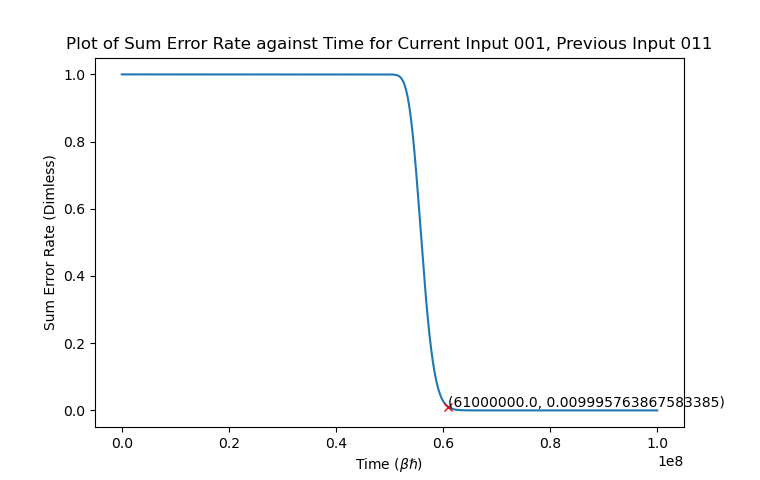 Plot of Sum Error Rate against Time for Current Input 001, Previous Input 011
Sum Error Rate (Dimless)
1.0
0.8
0.6
0.4
0.2
0.0
(61000000.0, 0.009995763867583385)
0.0 0.2 0.4 0.6 0.8 1.0
1e8
Time (βħ)